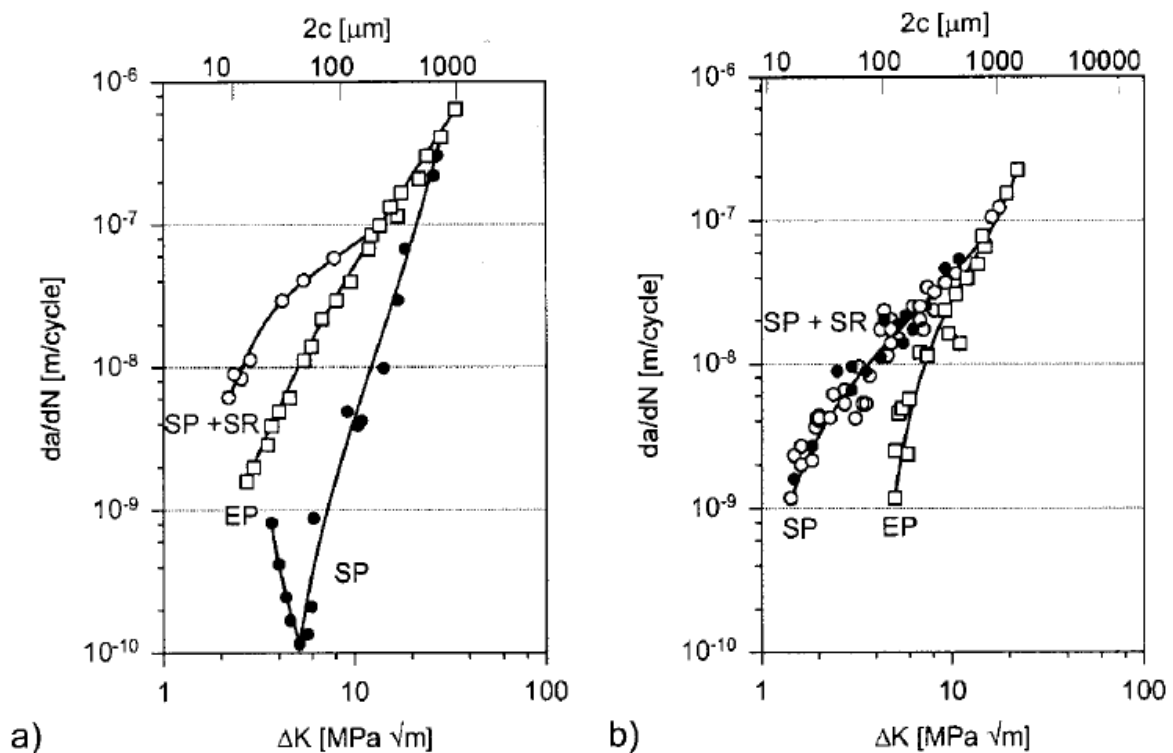 2c [μm]
10 100 1000
10-6
10-7
10-8
10-9
10-10
da/dN [m/cycle]
SP +SR
EP
SP
1 10 100
ΔK [MPa √m]
a)
2c [μm]
10 100 1000 10000
10-6
10-7
10-8
10-9
10-10
da/dN [m/cycle]
SP + SR
SP
EP
1 10 100
ΔK [MPa √m]
b)